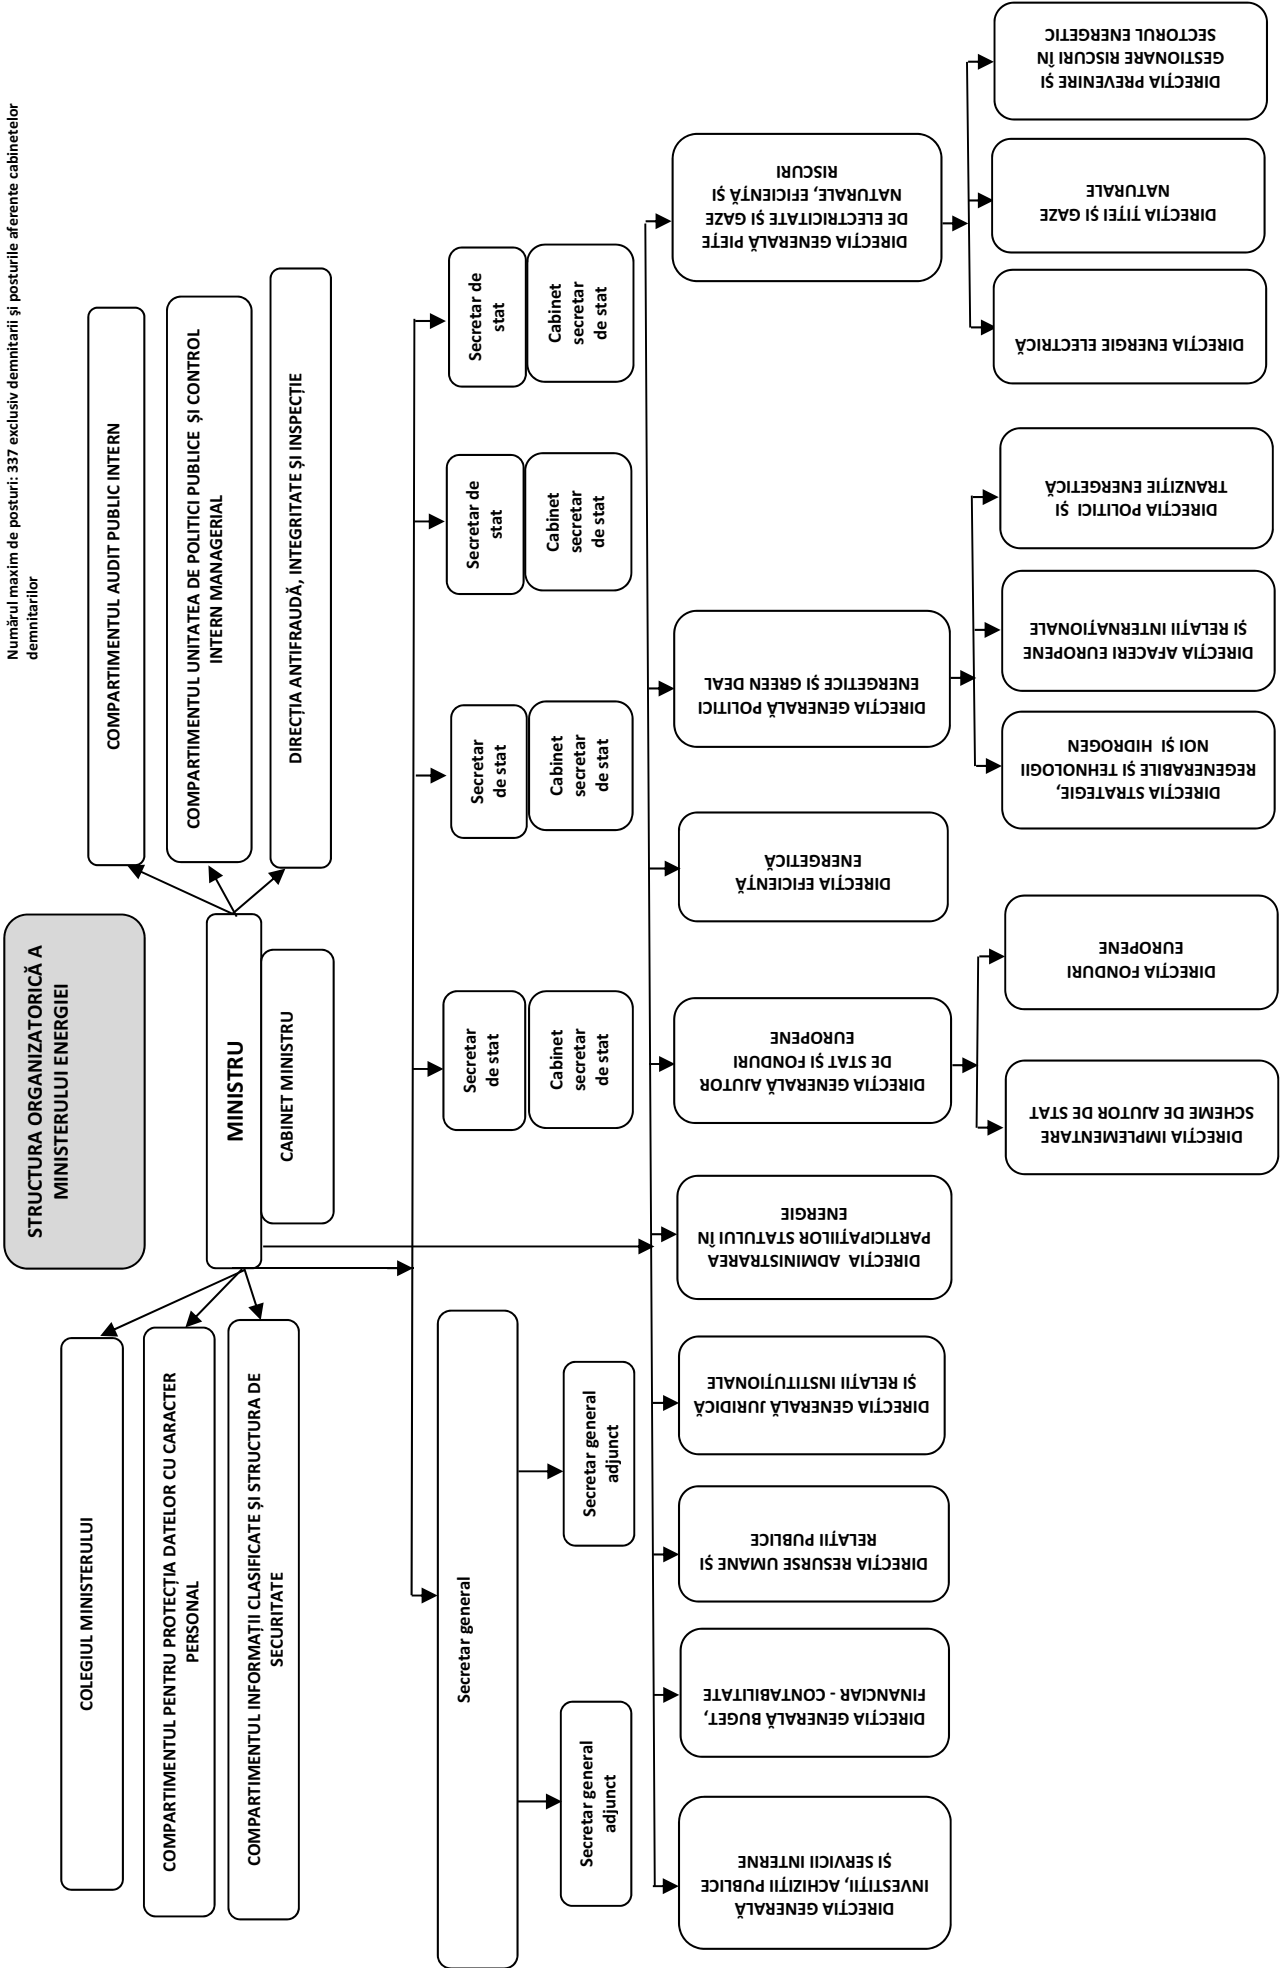 Numărul maxim de posturi: 337 exclusiv demnitarii și posturile aferente cabinetelor
demnitarilor
STRUCTURA ORGANIZATORICĂ A
MINISTERULUI ENERGIEI
COLEGIUL MINISTERULUI
COMPARTIMENTUL PENTRU PROTECȚIA DATELOR CU CARACTER
PERSONAL
COMPARTIMENTUL INFORMAȚII CLASIFICATE ȘI STRUCTURA DE
SECURITATE
MINISTRU
CABINET MINISTRU
COMPARTIMENTUL AUDIT PUBLIC INTERN
COMPARTIMENTUL UNITATEA DE POLITICI PUBLICE ȘI CONTROL
INTERN MANAGERIAL
DIRECȚIA ANTIFRAUDĂ, INTEGRITATE ȘI INSPECȚIE
Secretar general
Secretar general
adjunct
Secretar general
adjunct
Secretar
de stat
Cabinet
secretar
de stat
Secretar
de stat
Cabinet
secretar
de stat
Secretar de
stat
Cabinet
secretar
de stat
Secretar de
stat
Cabinet
secretar
de stat
DIRECȚIA GENERALĂ
INVESTIȚII, ACHIZIȚII PUBLICE
ȘI SERVICII INTERNE
DIRECȚIA GENERALĂ BUGET,
FINANCIAR - CONTABILITATE
DIRECȚIA RESURSE UMANE ȘI
RELAȚII PUBLICE
DIRECȚIA GENERALĂ JURIDICĂ
ȘI RELAȚII INSTITUȚIONALE
DIRECȚIA ADMINISTRAREA
PARTICIPAȚIILOR STATULUI ÎN
ENERGIE
DIRECȚIA GENERALĂ AJUTOR
DE STAT ȘI FONDURI
EUROPENE
DIRECȚIA EFICIENȚĂ
ENERGETICĂ
DIRECȚIA GENERALĂ POLITICI
ENERGETICE ȘI GREEN DEAL
DIRECȚIA GENERALĂ PIEȚE
DE ELECTRICITATE ȘI GAZE
NATURALE, EFICIENȚĂ ȘI
RISCURI
DIRECȚIA IMPLEMENTARE
SCHEME DE AJUTOR DE STAT
DIRECȚIA FONDURI
EUROPENE
DIRECȚIA STRATEGIE,
REGENERABILE ȘI TEHNOLOGII
NOI ȘI HIDROGEN
DIRECȚIA AFACERI EUROPENE
ȘI RELAȚII INTERNAȚIONALE
DIRECȚIA POLITICI ȘI
TRANZIȚIE ENERGETICĂ
DIRECȚIA ENERGIE ELECTRICĂ
DIRECȚIA ȚIȚEI ȘI GAZE
NATURALE
DIRECȚIA PREVENIRE ȘI
GESTIONARE RISCURI ÎN
SECTORUL ENERGETIC